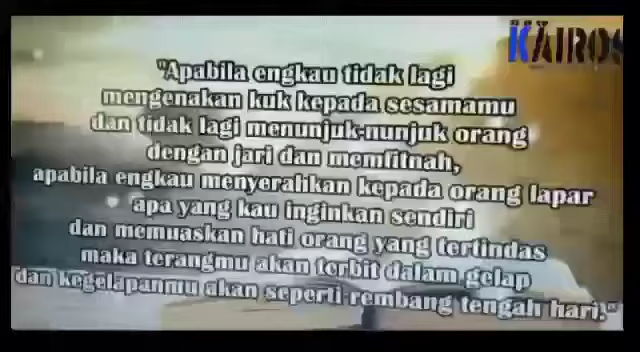 KAIROS
"Apabila engkau tidak lagi
mengenakan kuk kepada sesamamu
dan tidak lagi menunjuk-nunjuk orang
dengan jari dan memfitnah,
apabila engkau menyerahkan kepada orang lapar
apa yang kau inginkan sendiri
dan memuaskan hati orang yang tertindas
maka terangmu akan terbit dalam gelap
dan kegelapanmu akan seperti rembang tengah hari."